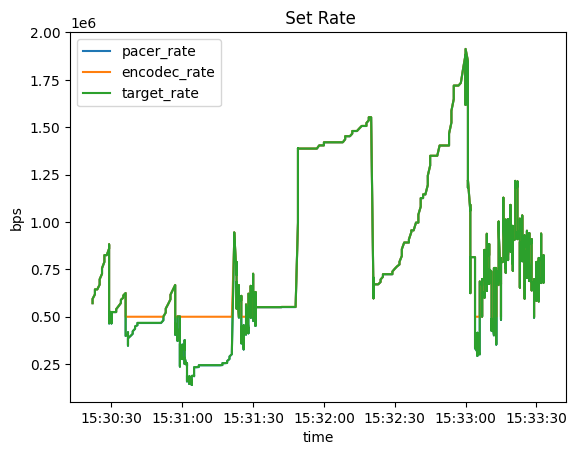 Set Rate
1e6
pacer_rate
encodec_rate
target_rate
2.00
1.75
1.50
1.25
1.00
0.75
0.50
0.25
bps
15:30:30 15:31:00 15:31:30 15:32:00 15:32:30 15:33:00 15:33:30
time